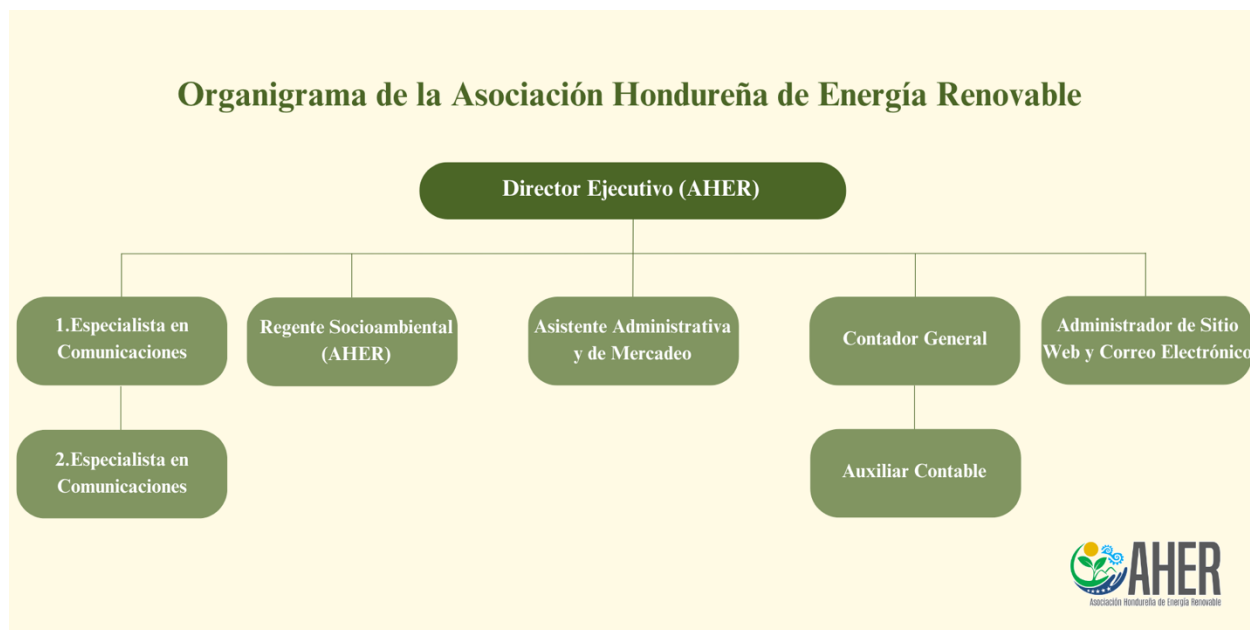 Organigrama de la Asociación Hondureña de Energía Renovable
Director Ejecutivo (AHER)
1.Especialista en
Comunicaciones
Regente Socioambiental
(AHER)
Asistente Administrativa
y de Mercadeo
Contador General
Administrador de Sitio
Web y Correo Electrónico
2.Especialista en
Comunicaciones
Auxiliar Contable
AHER
Asociación Hondureña de Energía Renovable